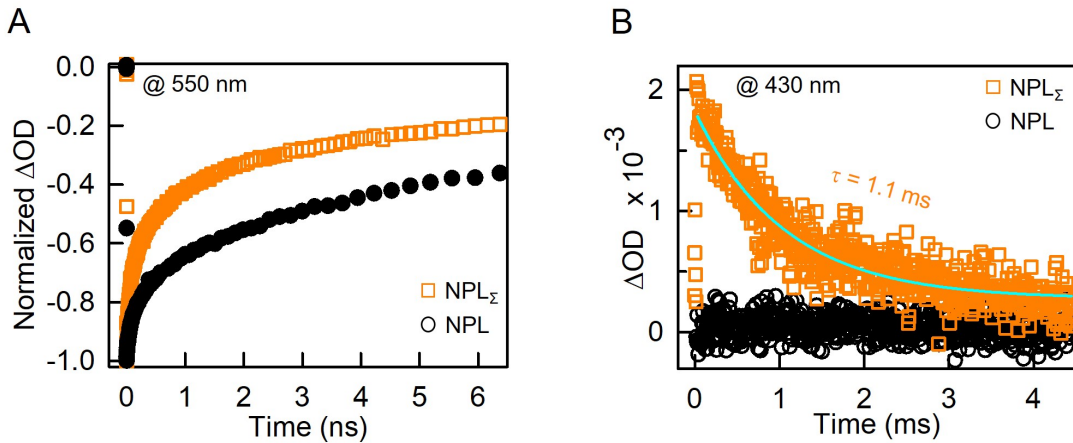 A
Normalized ΔOD
0.0
-0.2
-0.4
-0.6
-0.8
-1.0
@ 550 nm
NPLΣ
NPL
0 1 2 3 4 5 6
Time (ns)
B
ΔOD x 10⁻³
2
1
0
@ 430 nm
NPLΣ
NPL
τ = 1.1 ms
0 1 2 3 4
Time (ms)